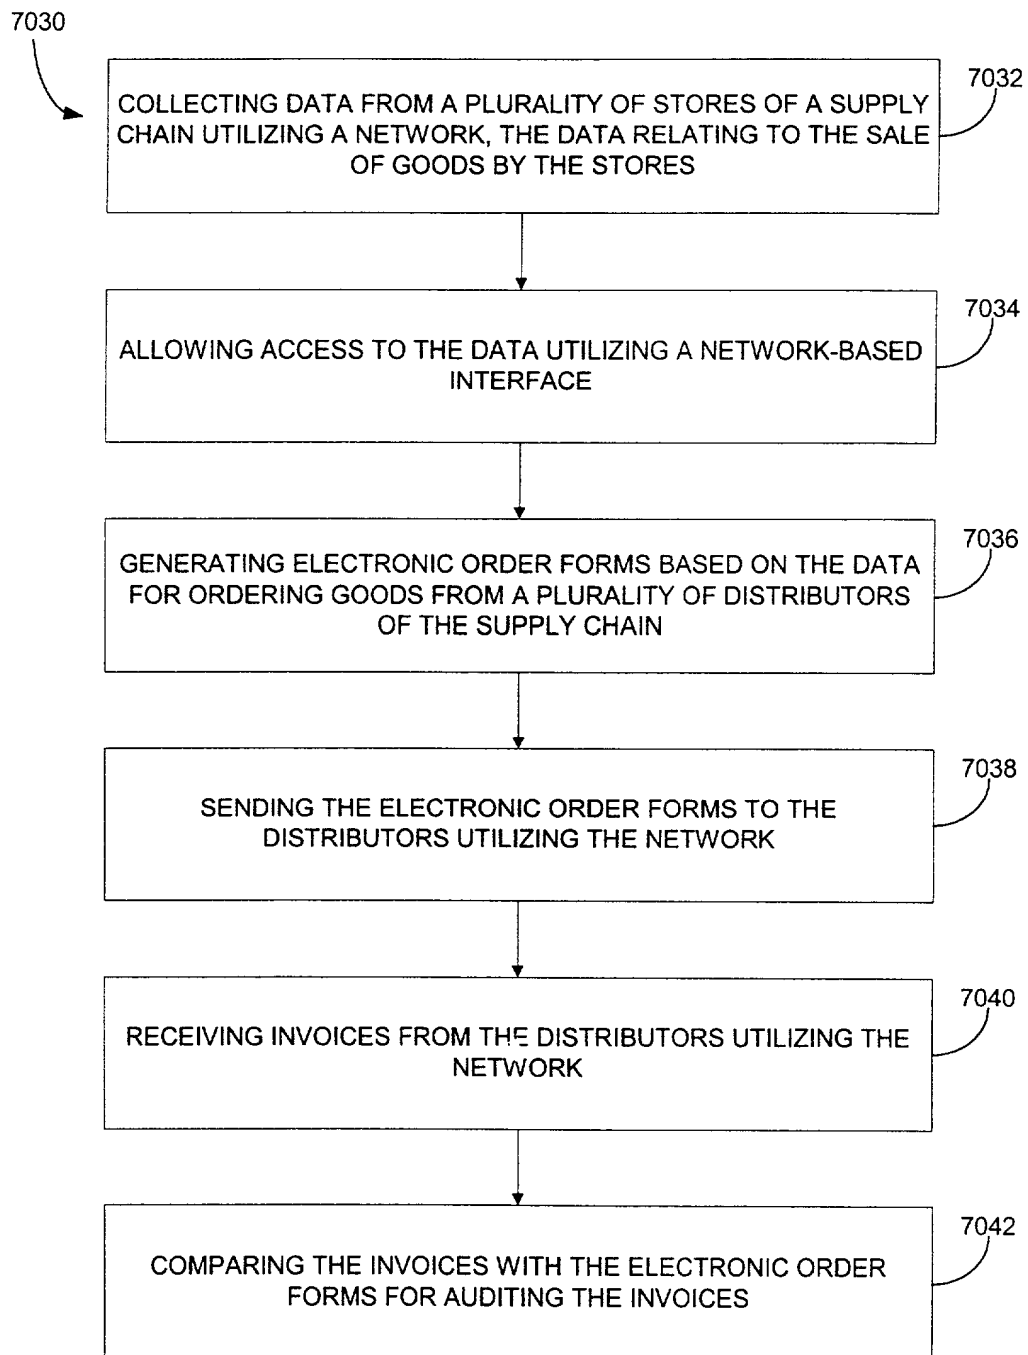 7030
7032
COLLECTING DATA FROM A PLURALITY OF STORES OF A SUPPLY
CHAIN UTILIZING A NETWORK, THE DATA RELATING TO THE SALE
OF GOODS BY THE STORES
7034
ALLOWING ACCESS TO THE DATA UTILIZING A NETWORK-BASED
INTERFACE
7036
GENERATING ELECTRONIC ORDER FORMS BASED ON THE DATA
FOR ORDERING GOODS FROM A PLURALITY OF DISTRIBUTORS
OF THE SUPPLY CHAIN
7038
SENDING THE ELECTRONIC ORDER FORMS TO THE
DISTRIBUTORS UTILIZING THE NETWORK
7040
RECEIVING INVOICES FROM THE DISTRIBUTORS UTILIZING THE
NETWORK
7042
COMPARING THE INVOICES WITH THE ELECTRONIC ORDER
FORMS FOR AUDITING THE INVOICES